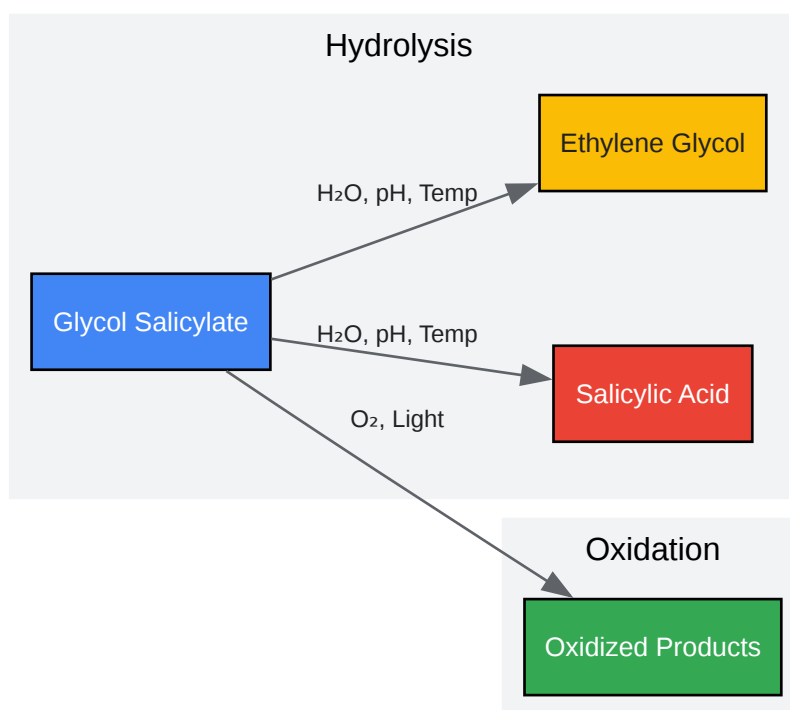 Hydrolysis
Ethylene Glycol
H₂O, pH, Temp
Glycol Salicylate
H₂O, pH, Temp
Salicylic Acid
O₂, Light
Oxidation
Oxidized Products